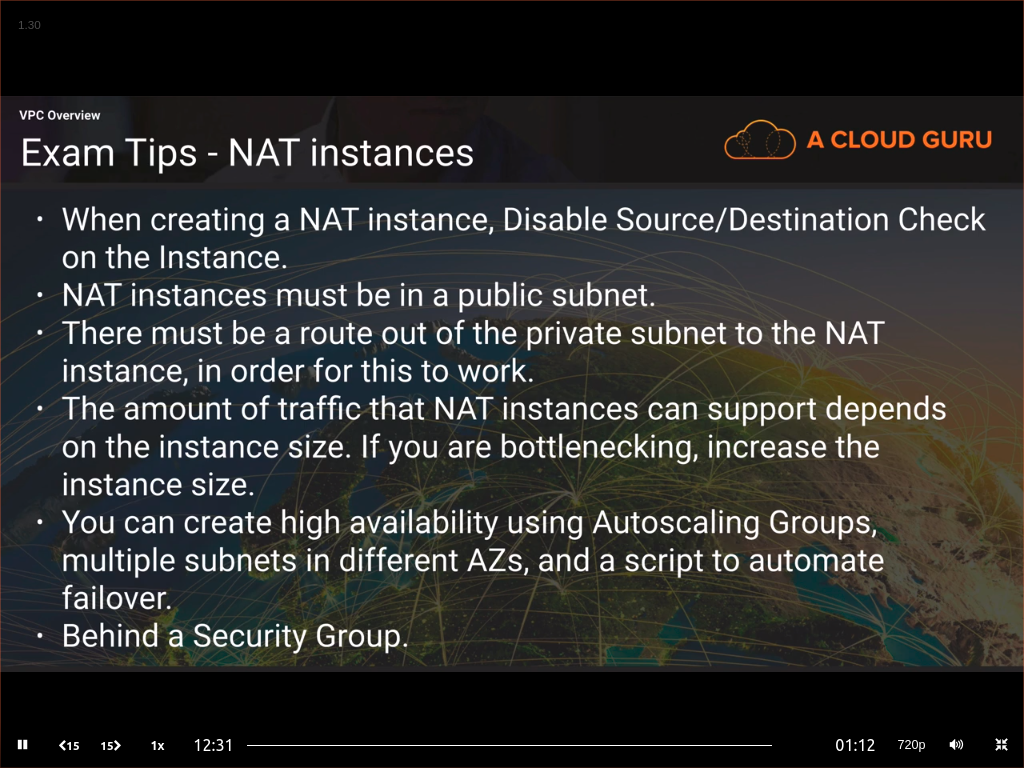 1.30
VPC Overview
Exam Tips - NAT instances
A CLOUD GURU
• When creating a NAT instance, Disable Source/Destination Check
on the Instance.
• NAT instances must be in a public subnet.
• There must be a route out of the private subnet to the NAT
instance, in order for this to work.
• The amount of traffic that NAT instances can support depends
on the instance size. If you are bottlenecking, increase the
instance size.
• You can create high availability using Autoscaling Groups,
multiple subnets in different AZs, and a script to automate
failover.
• Behind a Security Group.
15 15 1x 12:31 01:12 720p